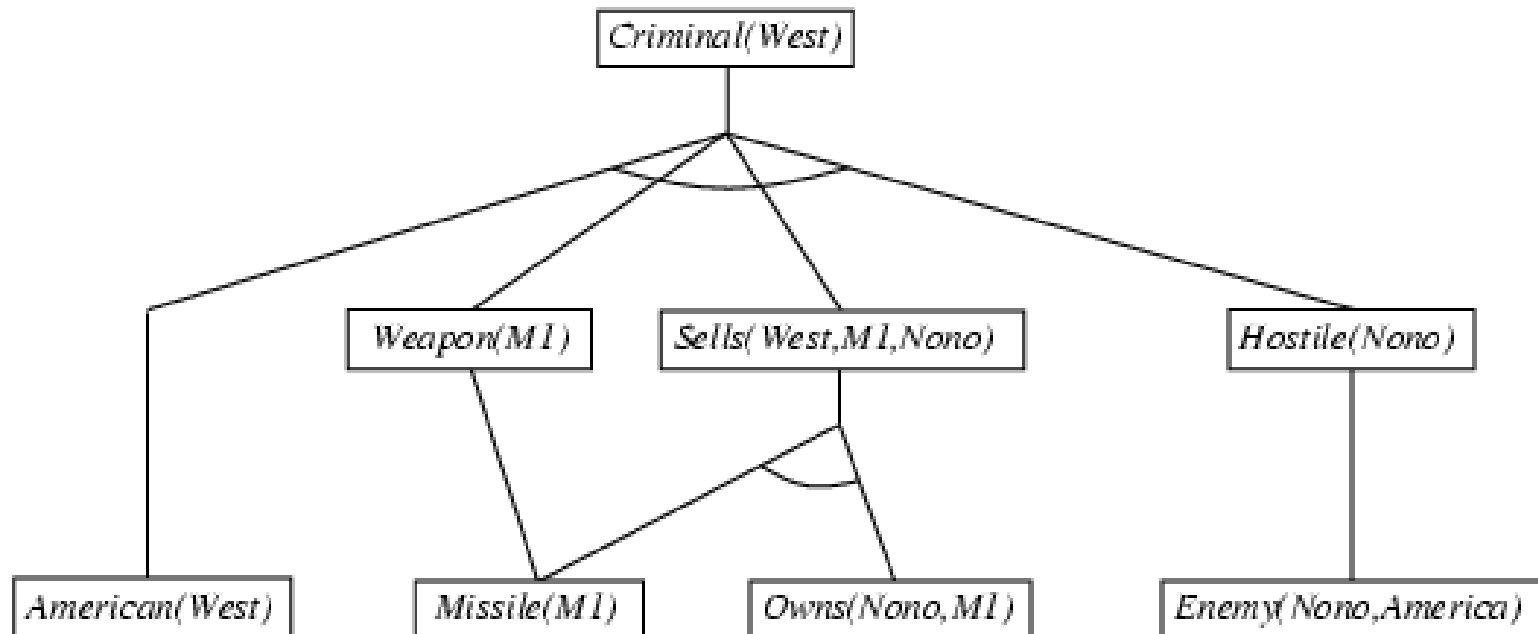 Criminal(West)
Weapon(M1)
Sells(West,M1,Nono)
Hostile(Nono)
American(West)
Missile(M1)
Owns(Nono,M1)
Enemy(Nono,America)